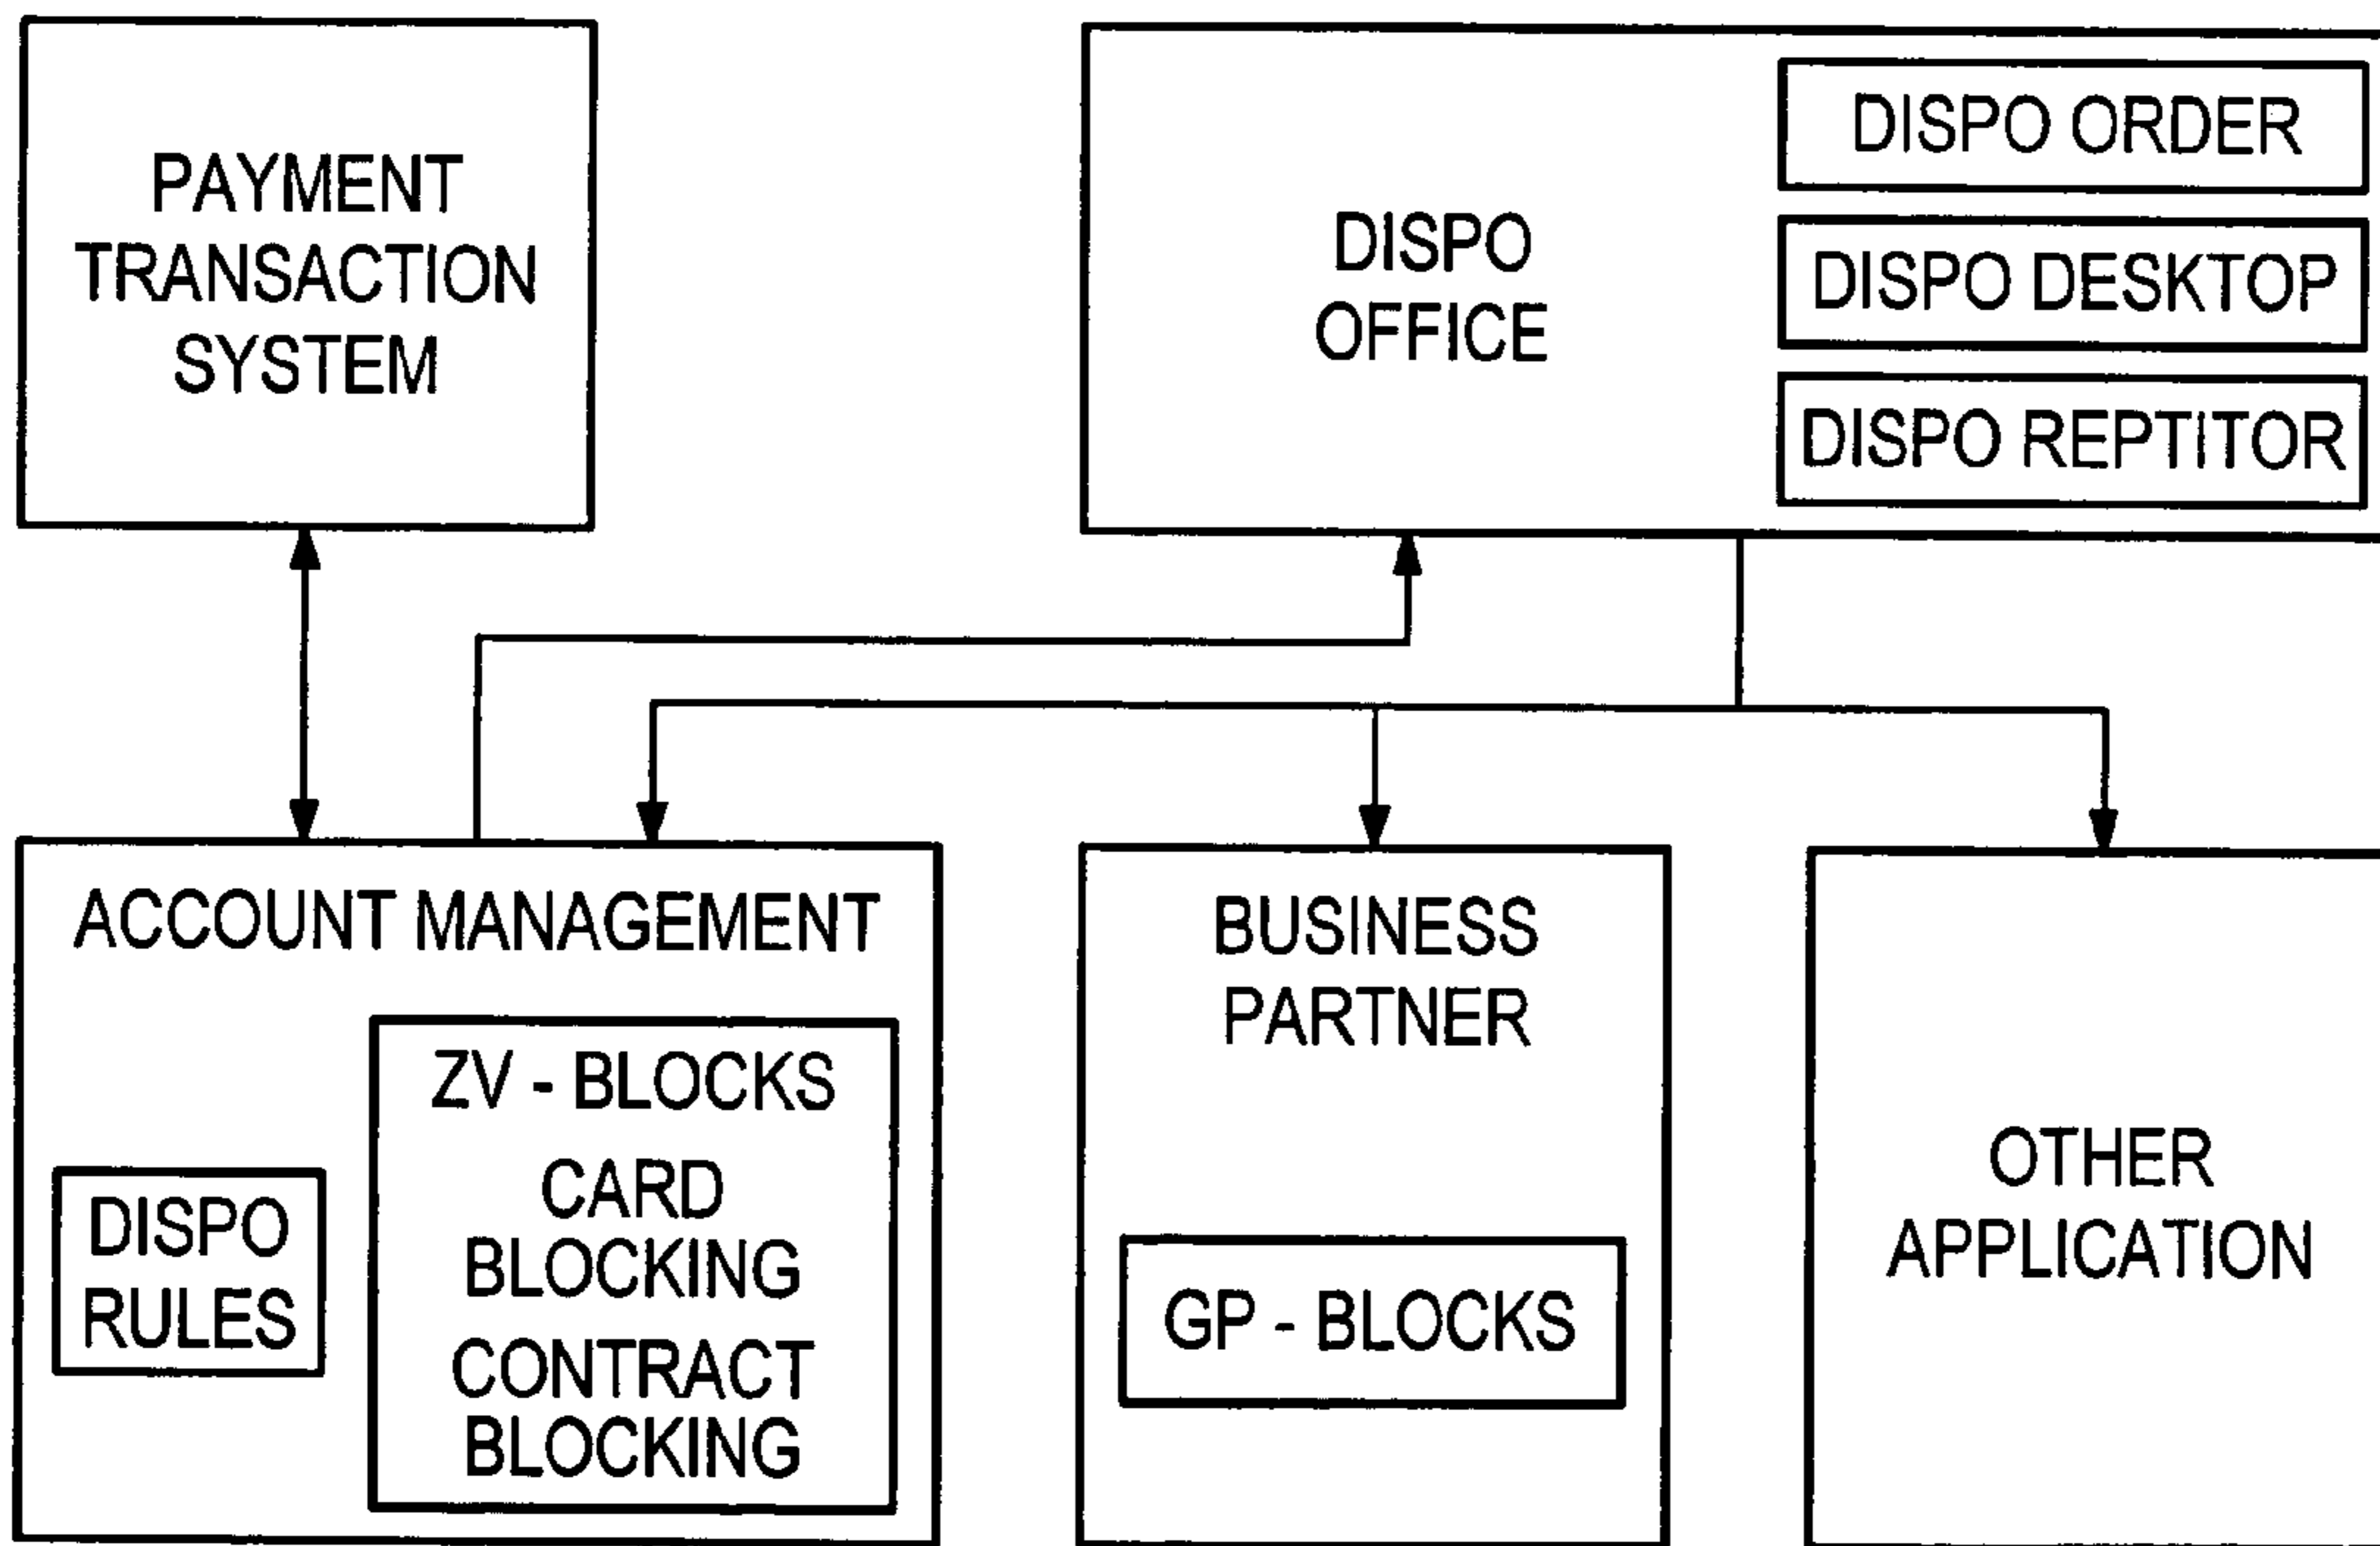 PAYMENT
TRANSACTION
SYSTEM
DISPO
OFFICE
DISPO ORDER
DISPO DESKTOP
DISPO REPTITOR
ACCOUNT MANAGEMENT
DISPO
RULES
ZV - BLOCKS
CARD
BLOCKING
CONTRACT
BLOCKING
BUSINESS
PARTNER
GP - BLOCKS
OTHER
APPLICATION